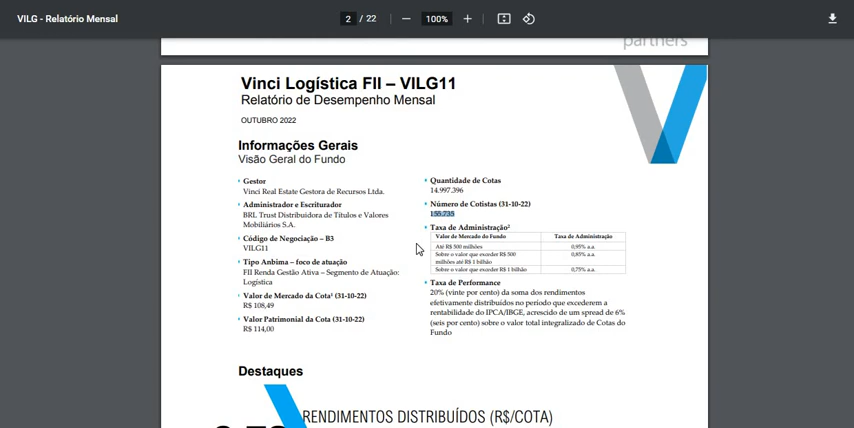 VILG - Relatório Mensal
2 / 22
100%
partners
Vinci Logística FII – VILG11
Relatório de Desempenho Mensal
OUTUBRO 2022
Informações Gerais
Visão Geral do Fundo
Gestor
Vinci Real Estate Gestora de Recursos Ltda.
Administrador e Escriturador
BRL Trust Distribuidora de Títulos e Valores
Mobiliários S.A.
Código de Negociação – B3
VILG11
Tipo Anbima – foco de atuação
FII Renda Gestão Ativa – Segmento de Atuação:
Logística
Valor de Mercado da Cota¹ (31-10-22)
R$ 108,49
Valor Patrimonial da Cota (31-10-22)
R$ 114,00
Quantidade de Cotas
14.997.396
Número de Cotistas (31-10-22)
155.735
Taxa de Administração²
Valor de Mercado do Fundo Taxa de Administração
Até R$ 500 milhões 0,95% a.a.
Sobre o valor que exceder R$ 500
milhões até R$ 1 bilhão 0,85% a.a.
Sobre o valor que exceder R$ 1 bilhão 0,75% a.a.
Taxa de Performance
20% (vinte por cento) da soma dos rendimentos
efetivamente distribuídos no período que excederem a
rentabilidade do IPCA/IBGE, acrescido de um spread de 6%
(seis por cento) sobre o valor total integralizado de Cotas do
Fundo
Destaques
RENDIMENTOS DISTRIBUÍDOS (R$/COTA)